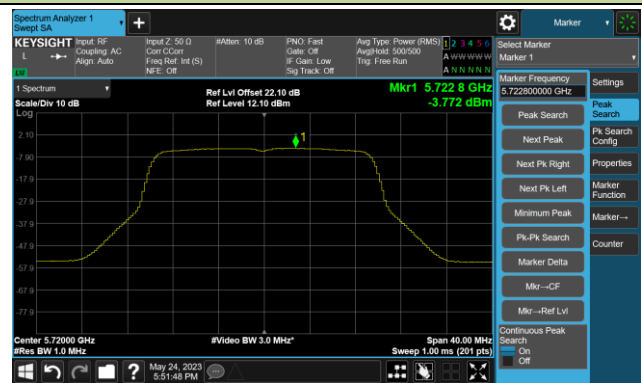 Spectrum Analyzer 1
Swept SA
+
Marker
KEYSIGHT
L
LV
Input: RF
Coupling: AC
Align: Auto
Input Z: 50 Ω
Corr CCorr
Freq Ref: Int (S)
NFE: Off
#Atten: 10 dB
PNO: Fast
Gate: Off
IF Gain: Low
Sig Track: Off
Avg Type: Power (RMS)
Avg|Hold: 500/500
Trig: Free Run
1 2 3 4 5 6
A W W W W W
A N N N N N
Select Marker
Marker 1
1 Spectrum
Scale/Div 10 dB
Log
Ref Lvl Offset 22.10 dB
Ref Level 12.10 dBm
Mkr1 5.722 8 GHz
-3.772 dBm
1
2.10
-7.90
-17.9
-27.9
-37.9
-47.9
-57.9
-67.9
-77.9
Center 5.72000 GHz
#Res BW 1.0 MHz
#Video BW 3.0 MHz*
Span 40.00 MHz
Sweep 1.00 ms (201 pts)
Marker Frequency
5.722800000 GHz
Peak Search
Next Peak
Next Pk Right
Next Pk Left
Minimum Peak
Pk-Pk Search
Marker Delta
Mkr→CF
Mkr→Ref Lvl
Continuous Peak
Search
On
Off
Settings
Peak
Search
Pk Search
Config
Properties
Marker
Function
Marker→
Counter
?
May 24, 2023
5:51:48 PM